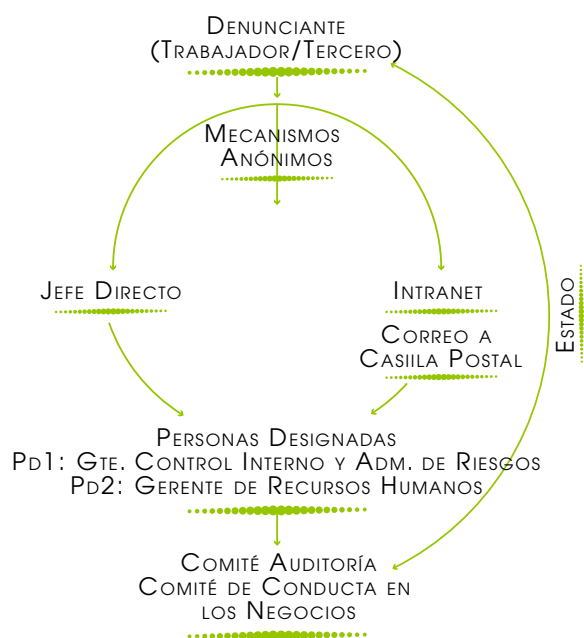 Denunciante
(Trabajador/Tercero)
Mecanismos
Anónimos
Jefe Directo
Intranet
Correo a
Casiila Postal
Estado
Personas Designadas
Pd1: Gte. Control Interno y Adm. de Riesgos
Pd2: Gerente de Recursos Humanos
Comité Auditoría
Comité de Conducta en
los Negocios